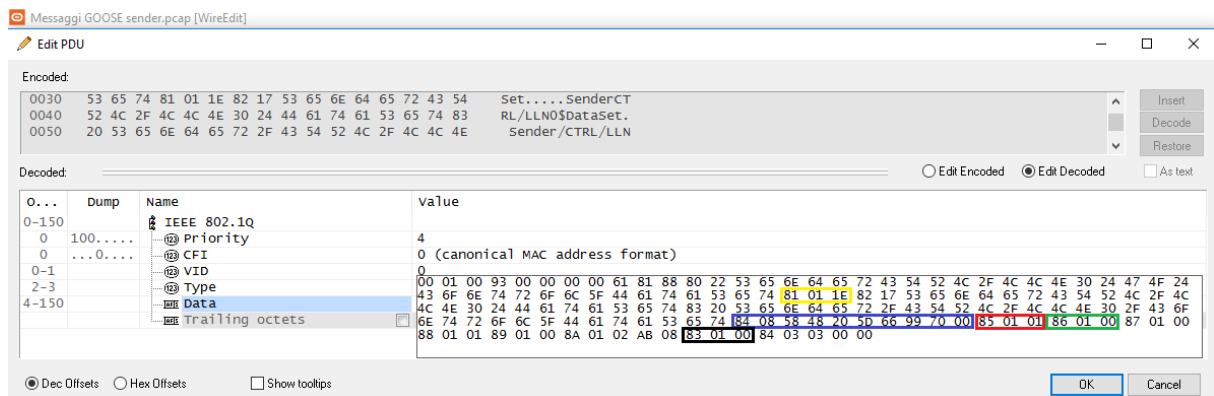 Messaggi GOOSE sender.pcap [WireEdit]
Edit PDU
Encoded:
0030 53 65 74 81 01 1E 82 17 53 65 6E 64 65 72 43 54 Set.....SenderCT
0040 52 4C 2F 4C 4C 4E 30 24 44 61 74 61 53 65 74 83 RL/LLN0$DataSet.
0050 20 53 65 6E 64 65 72 2F 43 54 52 4C 2F 4C 4C 4E Sender/CTRL/LLN
Insert
Decode
Restore
Decoded:
Edit Encoded Edit Decoded As text
O... Dump Name Value
0-150 IEEE 802.1Q
0 100..... Priority 4
0 ...0.... CFI 0 (canonical MAC address format)
0-1 VID 0
2-3 Type
4-150 Data
Trailing octets
00 01 00 93 00 00 00 00 61 81 88 80 22 53 65 6E 64 65 72 43 54 52 4C 2F 4C 4C 4E 30 24 47 4F 24
43 6F 6E 74 72 6F 6C 5F 44 61 74 61 53 65 74 81 01 1E 82 17 53 65 6E 64 65 72 43 54 52 4C 2F 4C
4C 4E 30 24 44 61 74 61 53 65 74 83 20 53 65 6E 64 65 72 2F 43 54 52 4C 2F 4C 4C 4E 30 2F 43 6F
6E 74 72 6F 6C 5F 44 61 74 61 53 65 74 84 08 58 48 20 5D 66 99 70 00 85 01 01 86 01 00 87 01 00
88 01 01 89 01 00 8A 01 02 AB 08 83 01 00 84 03 03 00 00
Dec Offsets Hex Offsets Show tooltips OK Cancel